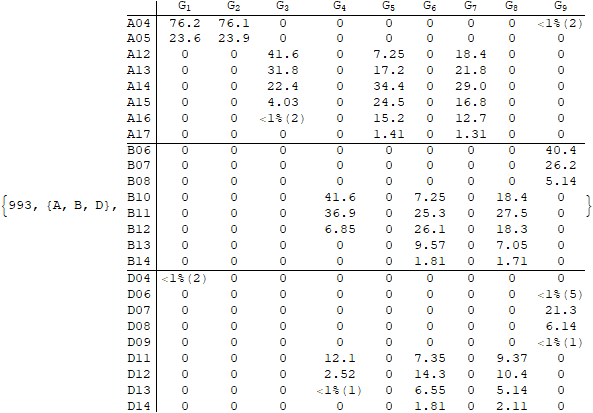 G1 G2 G3 G4 G5 G6 G7 G8 G9
A04 76.2 76.1 0 0 0 0 0 0 <1%(2)
A05 23.6 23.9 0 0 0 0 0 0 0
A12 0 0 41.6 0 7.25 0 18.4 0 0
A13 0 0 31.8 0 17.2 0 21.8 0 0
A14 0 0 22.4 0 34.4 0 29.0 0 0
A15 0 0 4.03 0 24.5 0 16.8 0 0
A16 0 0 <1%(2) 0 15.2 0 12.7 0 0
A17 0 0 0 0 1.41 0 1.31 0 0
B06 0 0 0 0 0 0 0 0 40.4
B07 0 0 0 0 0 0 0 0 26.2
B08 0 0 0 0 0 0 0 0 5.14
{993, {A, B, D}, }
B10 0 0 0 41.6 0 7.25 0 18.4 0
B11 0 0 0 36.9 0 25.3 0 27.5 0
B12 0 0 0 6.85 0 26.1 0 18.3 0
B13 0 0 0 0 0 9.57 0 7.05 0
B14 0 0 0 0 0 1.81 0 1.71 0
D04 <1%(2) 0 0 0 0 0 0 0 0
D06 0 0 0 0 0 0 0 0 <1%(5)
D07 0 0 0 0 0 0 0 0 21.3
D08 0 0 0 0 0 0 0 0 6.14
D09 0 0 0 0 0 0 0 0 <1%(1)
D11 0 0 0 12.1 0 7.35 0 9.37 0
D12 0 0 0 2.52 0 14.3 0 10.4 0
D13 0 0 0 <1%(1) 0 6.55 0 5.14 0
D14 0 0 0 0 0 1.81 0 2.11 0